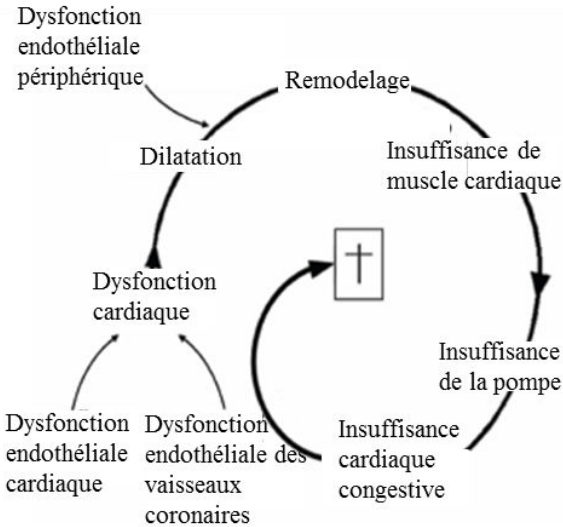 Dysfonction
endothéliale
périphérique
Remodelage
Dilatation
Insuffisance de
muscle cardiaque
Dysfonction
cardiaque
Insuffisance
de la pompe
Dysfonction
endothéliale
cardiaque
Dysfonction
endothéliale des
vaisseaux
coronaires
Insuffisance
cardiaque
congestive